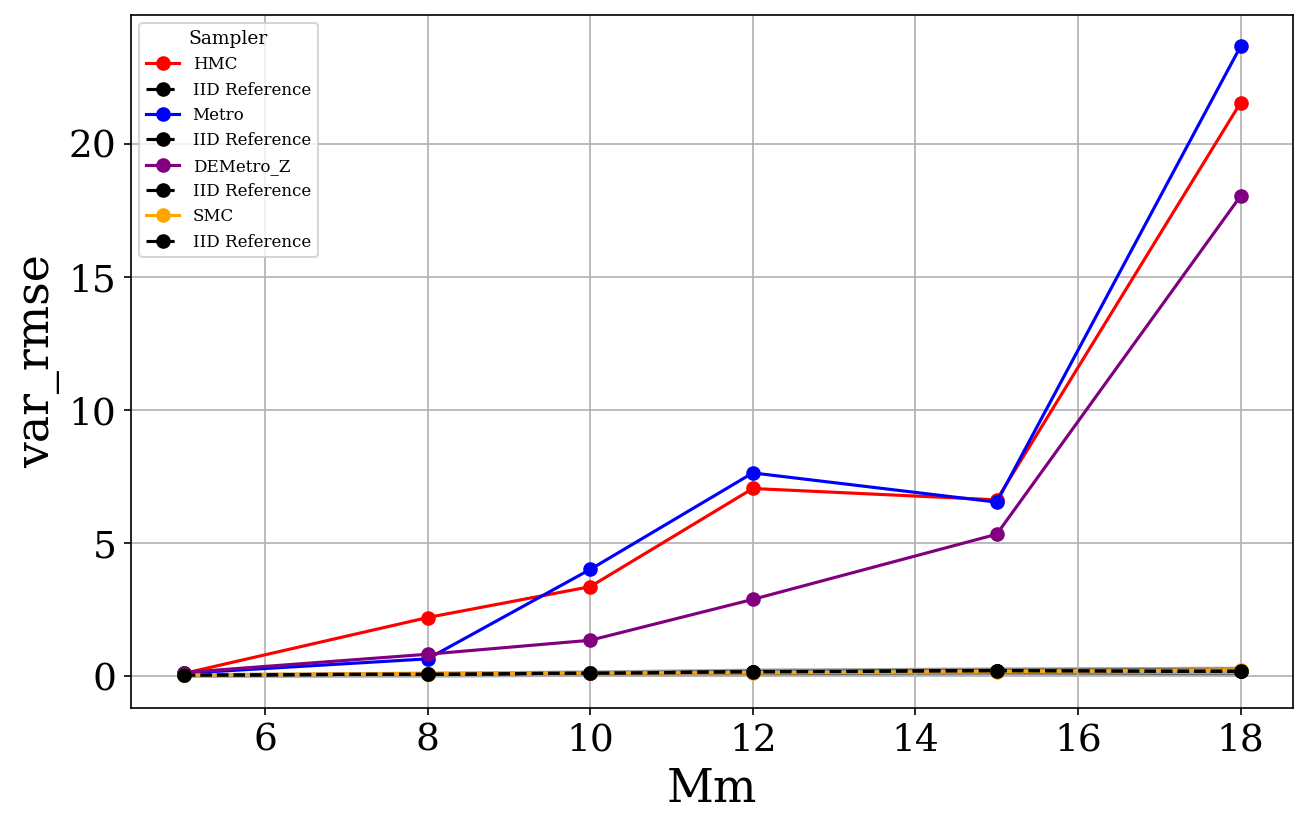 Sampler
HMC
IID Reference
Metro
IID Reference
DEMetro_Z
IID Reference
SMC
IID Reference
var_rmse
20
15
10
5
0
6 8 10 12 14 16 18
Mm